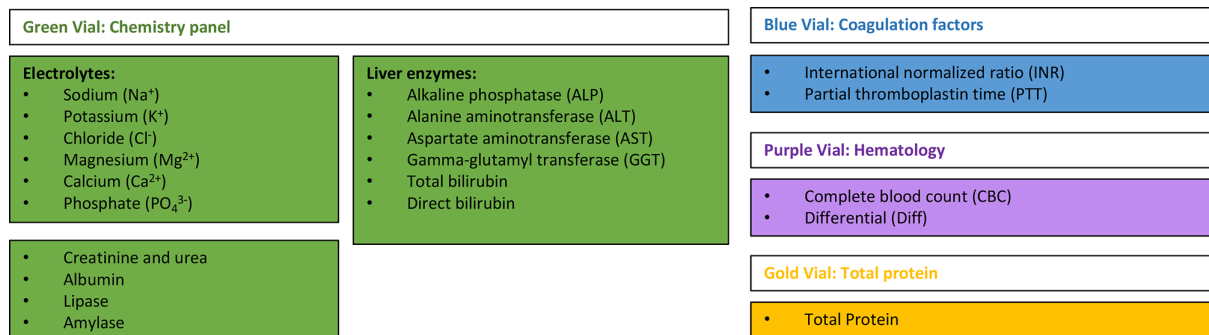 Green Vial: Chemistry panel
Electrolytes:
• Sodium (Na⁺)
• Potassium (K⁺)
• Chloride (Cl⁻)
• Magnesium (Mg²⁺)
• Calcium (Ca²⁺)
• Phosphate (PO₄³⁻)
• Creatinine and urea
• Albumin
• Lipase
• Amylase
Liver enzymes:
• Alkaline phosphatase (ALP)
• Alanine aminotransferase (ALT)
• Aspartate aminotransferase (AST)
• Gamma-glutamyl transferase (GGT)
• Total bilirubin
• Direct bilirubin
Blue Vial: Coagulation factors
• International normalized ratio (INR)
• Partial thromboplastin time (PTT)
Purple Vial: Hematology
• Complete blood count (CBC)
• Differential (Diff)
Gold Vial: Total protein
• Total Protein